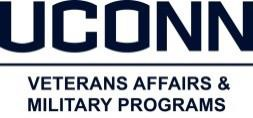 UCONN
VETERANS AFFAIRS &
MILITARY PROGRAMS